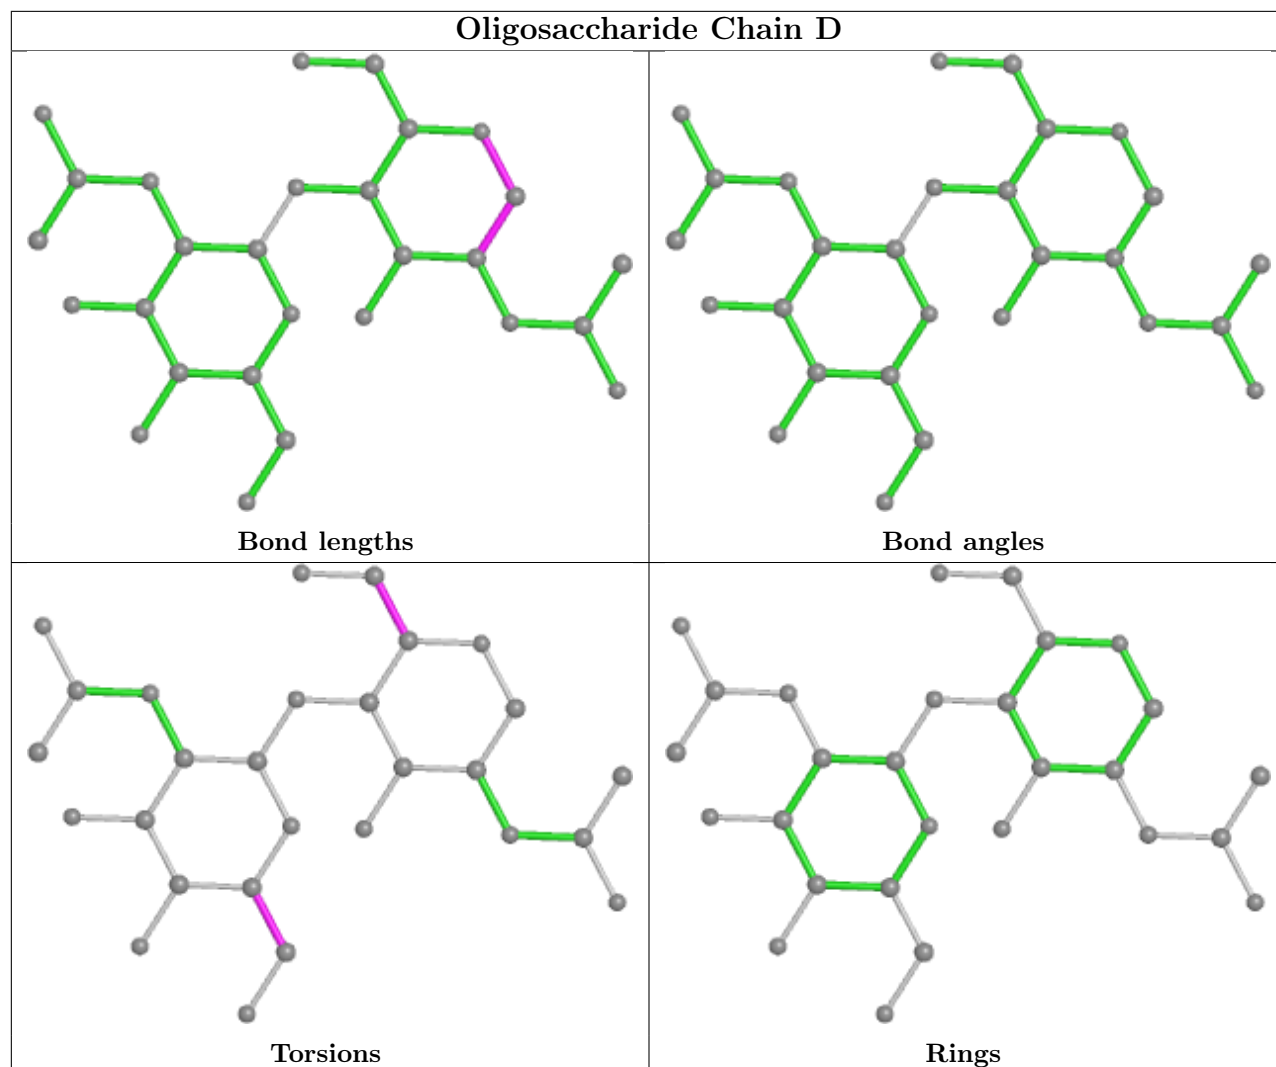 Oligosaccharide Chain D
Bond lengths
Bond angles
Torsions
Rings